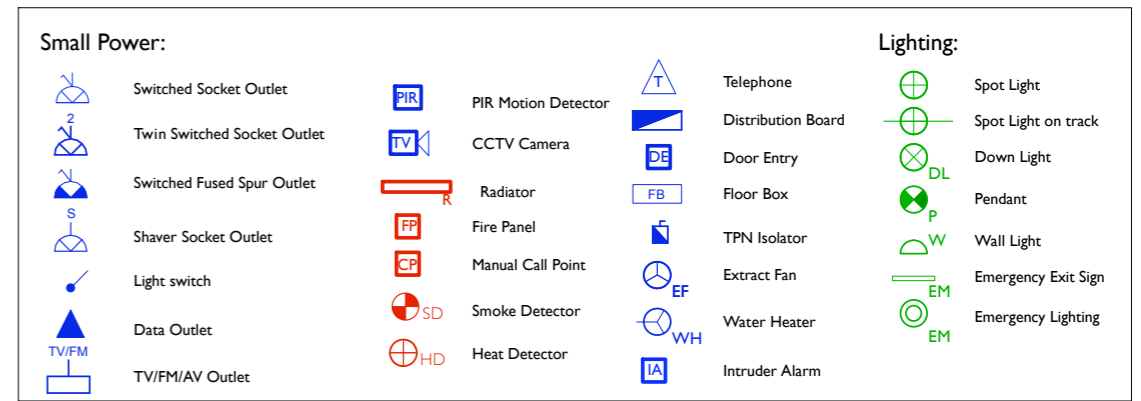 Small Power:
Switched Socket Outlet
2
Twin Switched Socket Outlet
Switched Fused Spur Outlet
S
Shaver Socket Outlet
Light switch
Data Outlet
TV/FM
TV/FM/AV Outlet
PIR
PIR Motion Detector
TV
CCTV Camera
R
Radiator
FP
Fire Panel
CP
Manual Call Point
SD
Smoke Detector
HD
Heat Detector
T
Telephone
Distribution Board
DE
Door Entry
FB
Floor Box
TPN Isolator
EF
Extract Fan
WH
Water Heater
IA
Intruder Alarm
Lighting:
Spot Light
Spot Light on track
DL
Down Light
P
Pendant
W
Wall Light
EM
Emergency Exit Sign
EM
Emergency Lighting